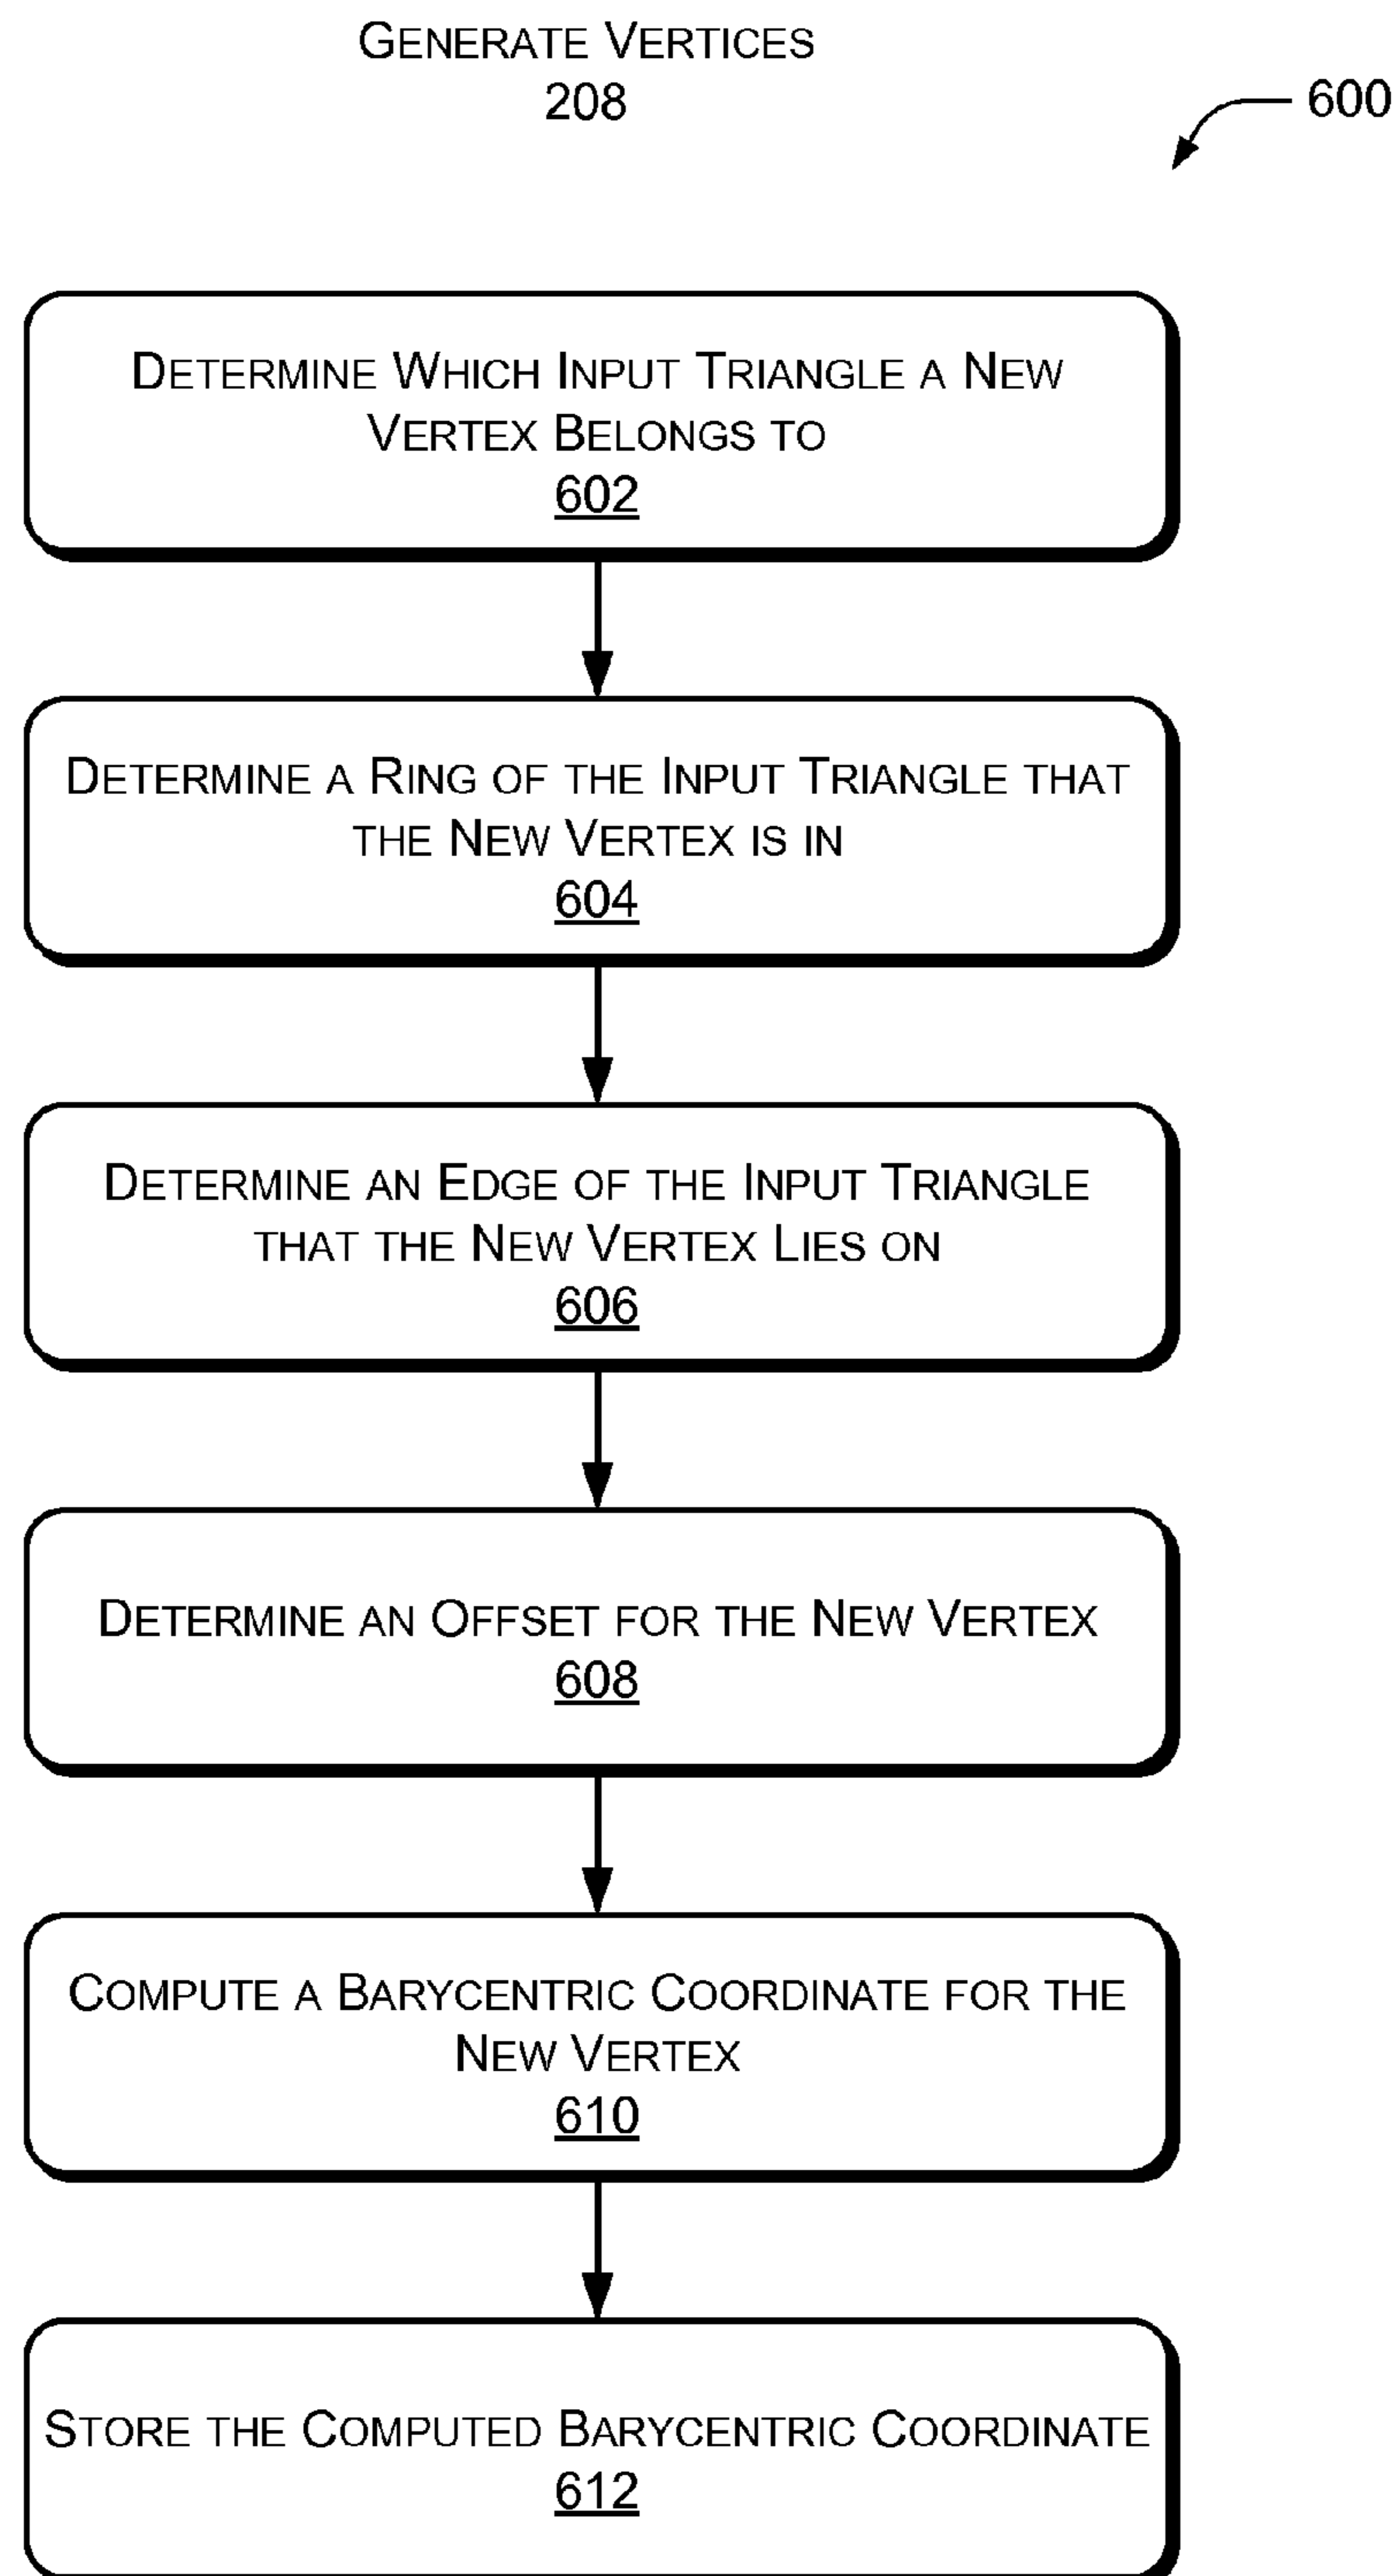 GENERATE VERTICES
208
600
DETERMINE WHICH INPUT TRIANGLE A NEW
VERTEX BELONGS TO
602
DETERMINE A RING OF THE INPUT TRIANGLE THAT
THE NEW VERTEX IS IN
604
DETERMINE AN EDGE OF THE INPUT TRIANGLE
THAT THE NEW VERTEX LIES ON
606
DETERMINE AN OFFSET FOR THE NEW VERTEX
608
COMPUTE A BARYCENTRIC COORDINATE FOR THE
NEW VERTEX
610
STORE THE COMPUTED BARYCENTRIC COORDINATE
612